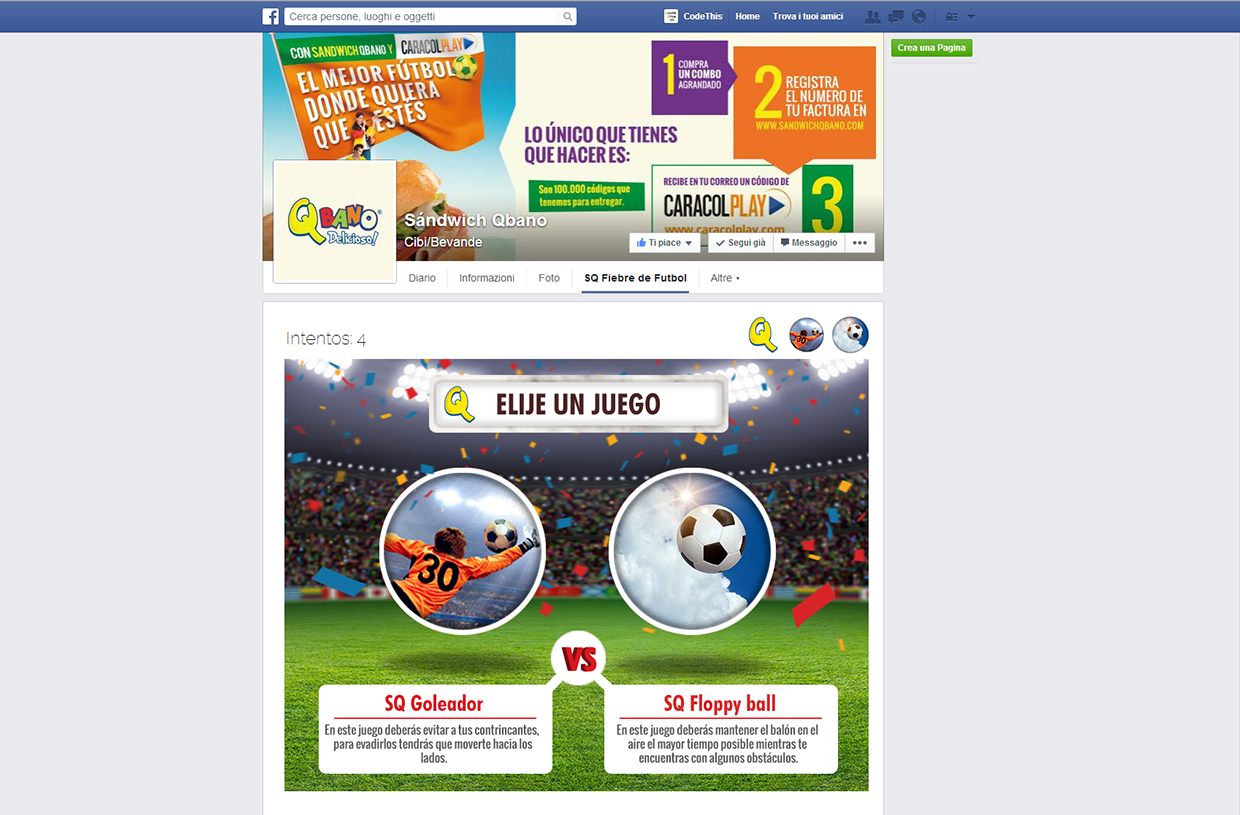 Cerca persone, luoghi e oggetti
CodeThis
Home
Trova i tuoi amici
Crea una Pagina
CON SANDWICH QBANO Y CARACOLPLAY
EL MEJOR FÚTBOL
DONDE QUIERA
QUE ESTÉS
LO ÚNICO QUE TIENES
QUE HACER ES:
Son 100.000 códigos que
tenemos para entregar.
1 COMPRA
UN COMBO
AGRANDADO
2 REGISTRA
EL NÚMERO DE
TU FACTURA EN
WWW.SANDWICHQBANO.COM
RECIBE EN TU CORREO UN CÓDIGO DE
CARACOLPLAY
www.caracolplay.com
3
QBANO®
Delicioso!
Sándwich Qbano
Cibi/Bevande
Ti piace
Segui già
Messaggio
Diario
Informazioni
Foto
SQ Fiebre de Futbol
Altre
Intentos: 4
Q
Q ELIJE UN JUEGO
30
30
VS
SQ Goleador
En este juego deberás evitar a tus contrincantes,
para evadirlos tendrás que moverte hacia los
lados.
SQ Floppy ball
En este juego deberás mantener el balón en el
aire el mayor tiempo posible mientras te
encuentras con algunos obstáculos.